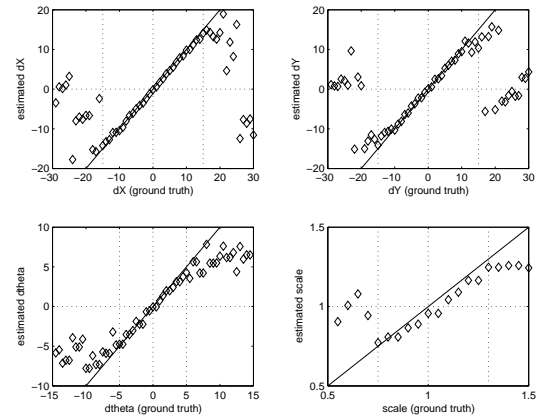 20
10
0
−10
−20
estimated dX
−30 −20 −10 0 10 20 30
dX (ground truth)
20
10
0
−10
−20
estimated dY
−30 −20 −10 0 10 20 30
dY (ground truth)
10
5
0
−5
−10
estimated dtheta
−15 −10 −5 0 5 10 15
dtheta (ground truth)
1.5
1
0.5
estimated scale
0.5 1 1.5
scale (ground truth)